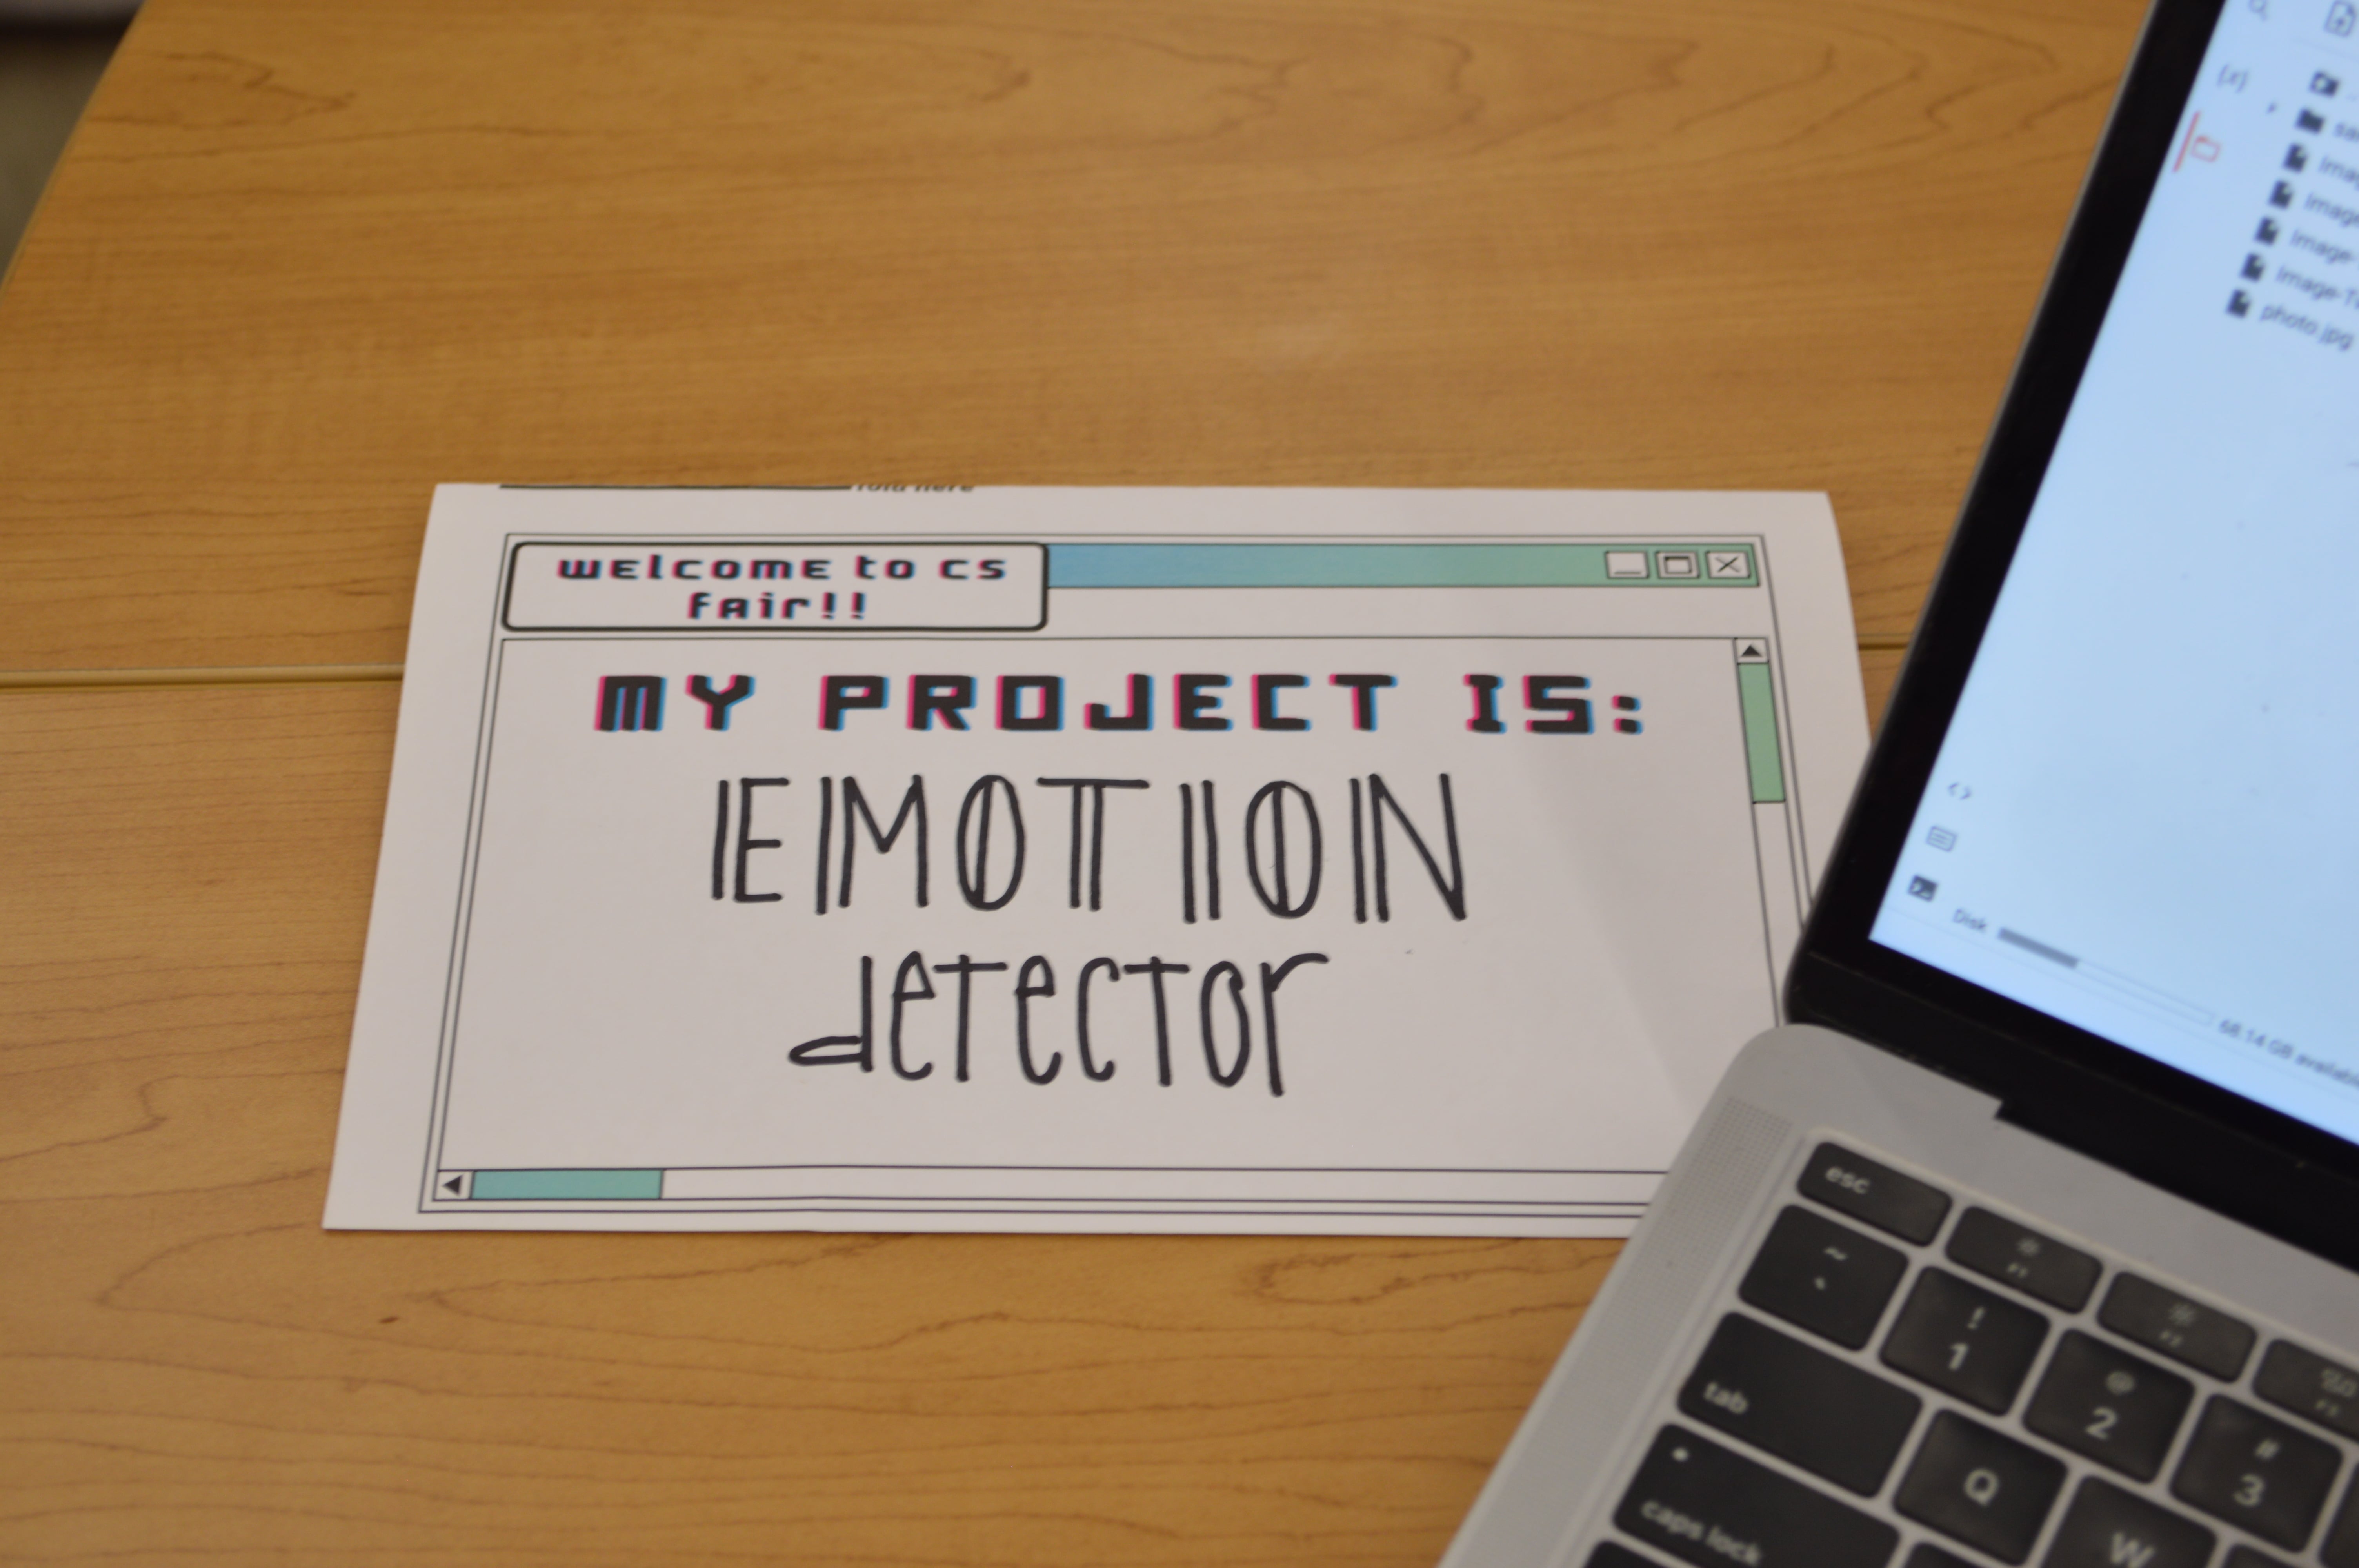 fold here
welcome to cs
fair!!
MY PROJECT IS:
EMOTION
detector
{x}
..
photo.jpg
Disk
68.14 GB available
esc
~
`
!
1
@
2
#
3
tab
Q
W
caps lock